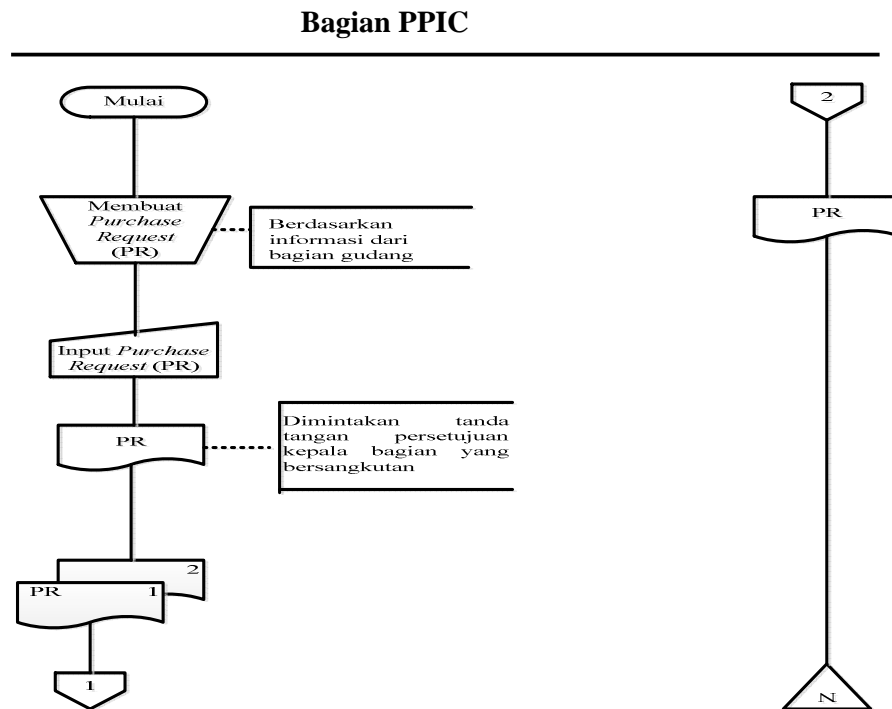 Bagian PPIC
Mulai
Membuat
Purchase
Request
(PR)
Berdasarkan
informasi dari
bagian gudang
Input Purchase
Request (PR)
PR
Dimintakan tanda
tangan persetujuan
kepala bagian yang
bersangkutan
2
PR 1
1
2
PR
N